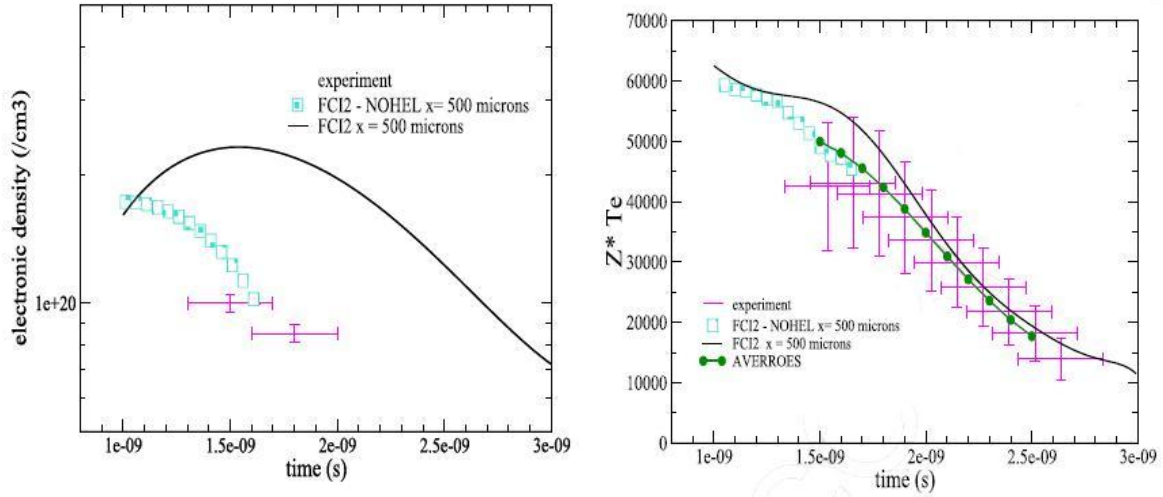 electronic density (/cm3)
experiment
FCI2 - NOHEL x= 500 microns
FCI2 x = 500 microns
1e+20
1e-09
1.5e-09
2e-09
2.5e-09
3e-09
time (s)
Z* Te
70000
60000
50000
40000
30000
20000
10000
0
experiment
FCI2 - NOHEL x= 500 microns
FCI2 x = 500 microns
AVERROES
1e-09
1.5e-09
2e-09
2.5e-09
3e-09
time (s)